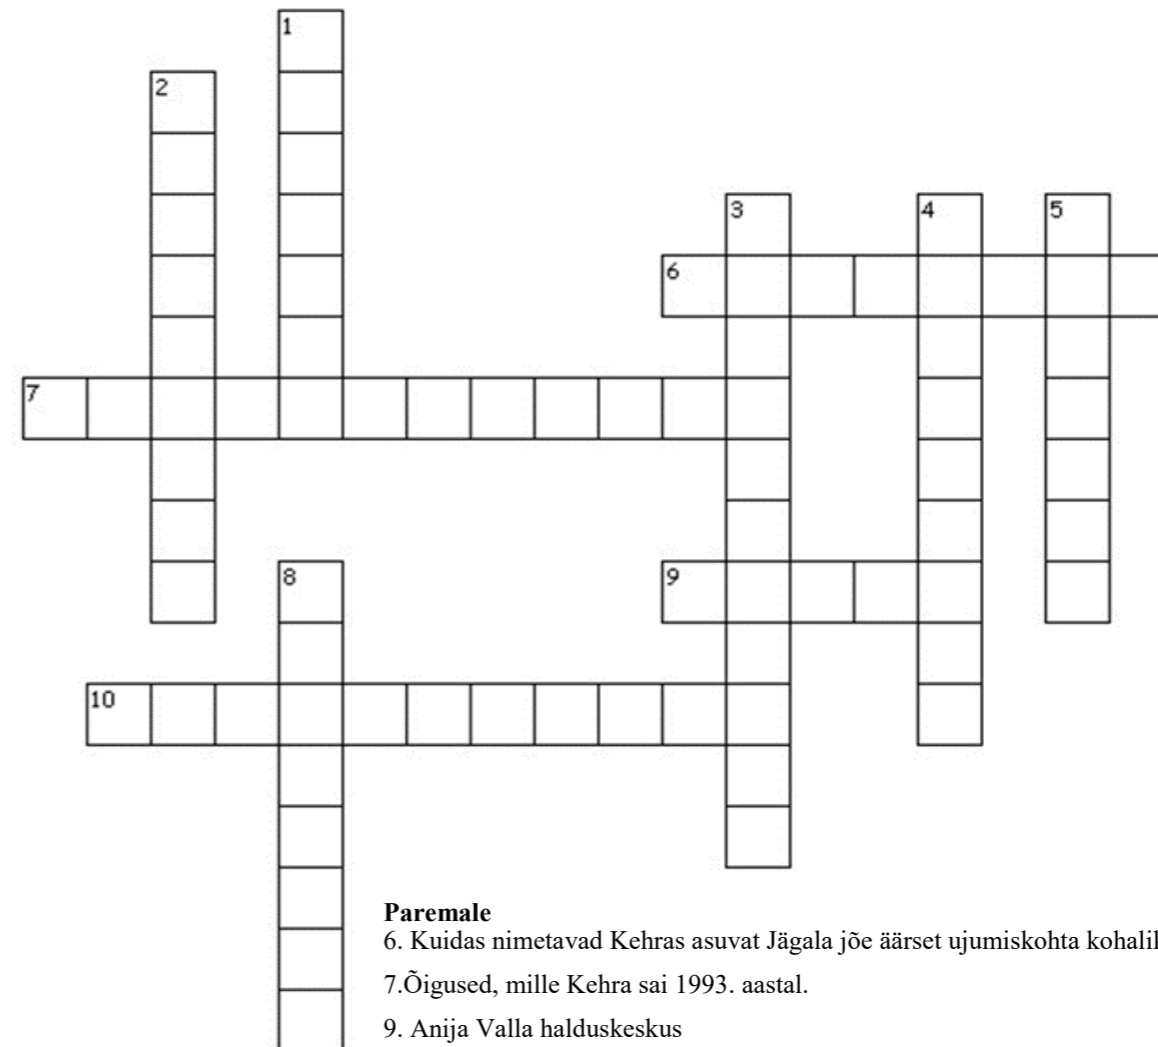 1
2
3 4 5
6
7
8 9
10
Paremale
6. Kuidas nimetavad Kehras asuvat Jägala jõe äärset ujumiskohta
7.Õigused, mille Kehra sai 1993. aastal.
9. Anija Valla halduskeskus